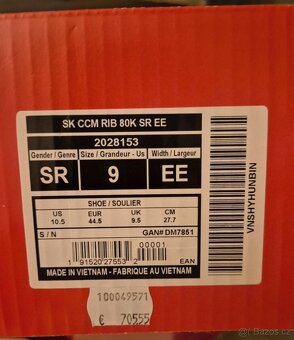 SK CCM RIB 80K SR EE
2028153
Gender / Genre Size / Grandeur - Us Width / Largeur
SR 9 EE
SHOE / SOULIER
US EUR UK CM
10.5 44.5 9.5 27.7
S / N GAN# DM7851
00001
1 91520 27553 2 EAN
MADE IN VIETNAM - FABRIQUE AU VIETNAM
VNSHYHUNBIN
100049571
€ 70555
bazoš.cz